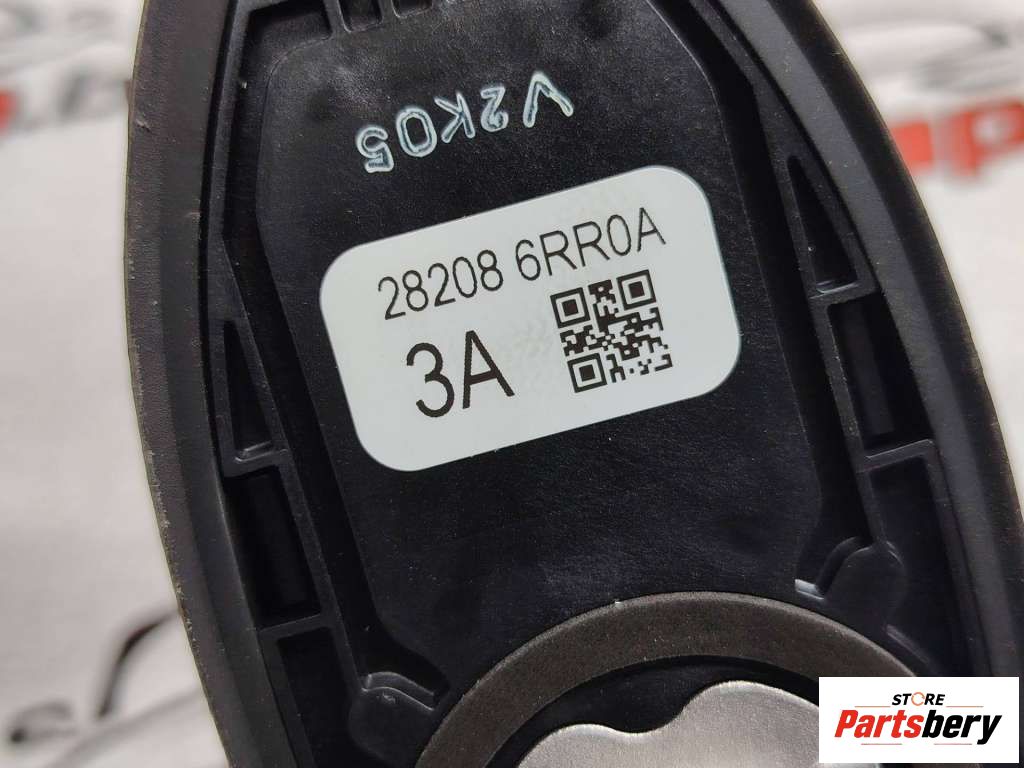 V2K05
28208 6RR0A
3A
STORE
Partsbery